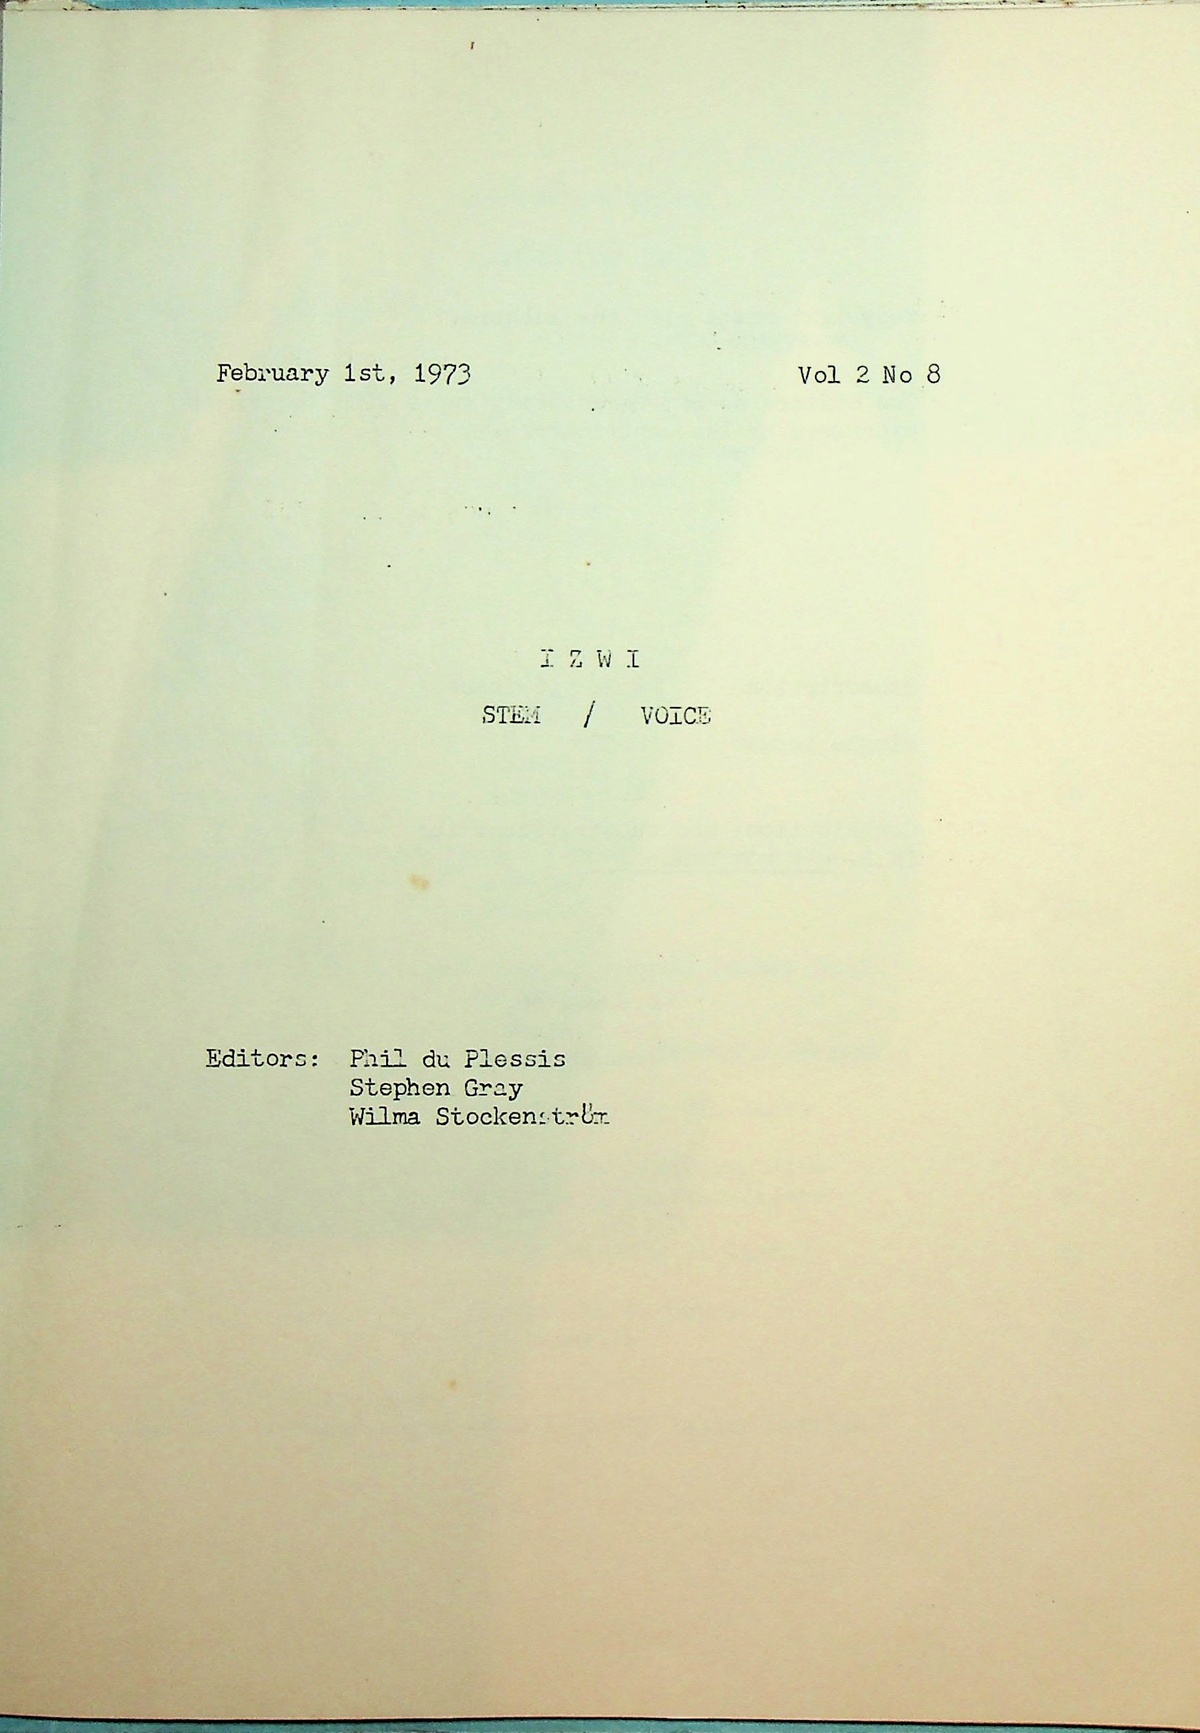 February 1st, 1973 Vol 2 No 8
I Z W I
STEM / VOICE
Editors: Phil du Plessis
Stephen Gray
Wilma Stockenström